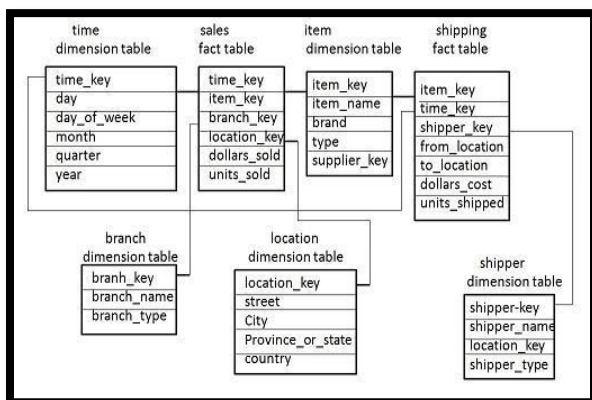 time
dimension table
time_key
day
day_of_week
month
quarter
year
sales
fact table
time_key
item_key
branch_key
location_key
dollars_sold
units_sold
item
dimension table
item_key
item_name
brand
type
supplier_key
shipping
fact table
item_key
time_key
shipper_key
from_location
to_location
dollars_cost
units_shipped
branch
dimension table
branh_key
branch_name
branch_type
location
dimension table
location_key
street
City
Province_or_state
country
shipper
dimension table
shipper-key
shipper_name
location_key
shipper_type